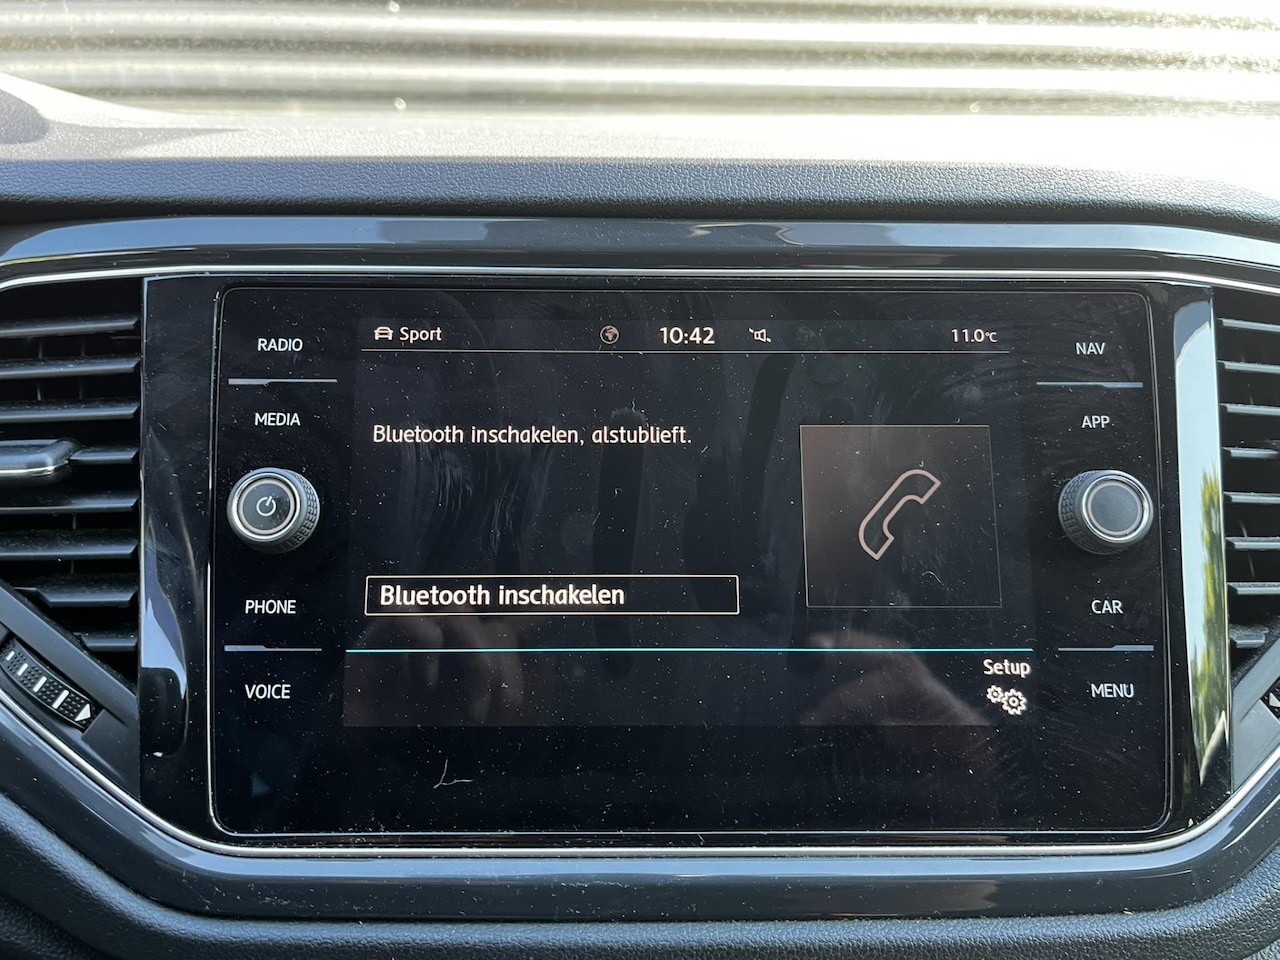 RADIO
MEDIA
PHONE
VOICE
Sport
10:42
11.0°C
Bluetooth inschakelen, alstublieft.
Bluetooth inschakelen
Setup
NAV
APP
CAR
MENU